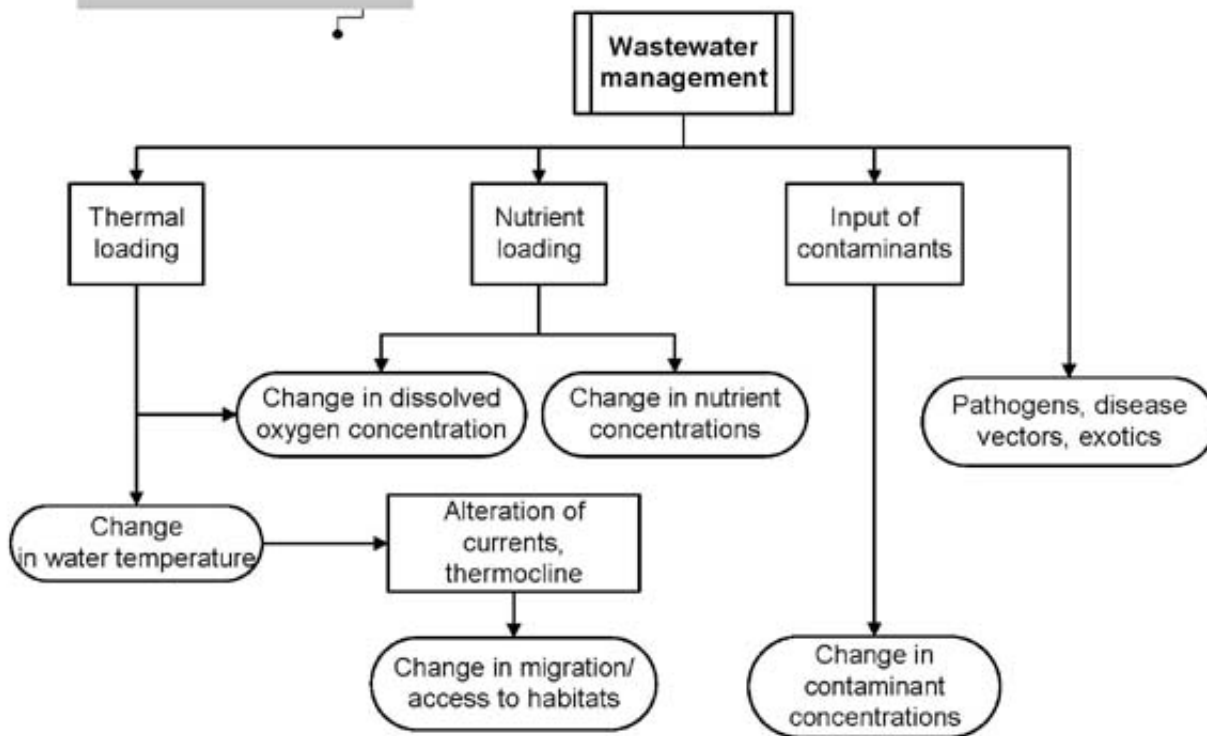 Wastewater
management
Thermal
loading
Nutrient
loading
Input of
contaminants
Change in dissolved
oxygen concentration
Change in nutrient
concentrations
Pathogens, disease
vectors, exotics
Change
in water temperature
Alteration of
currents,
thermocline
Change in migration/
access to habitats
Change in
contaminant
concentrations